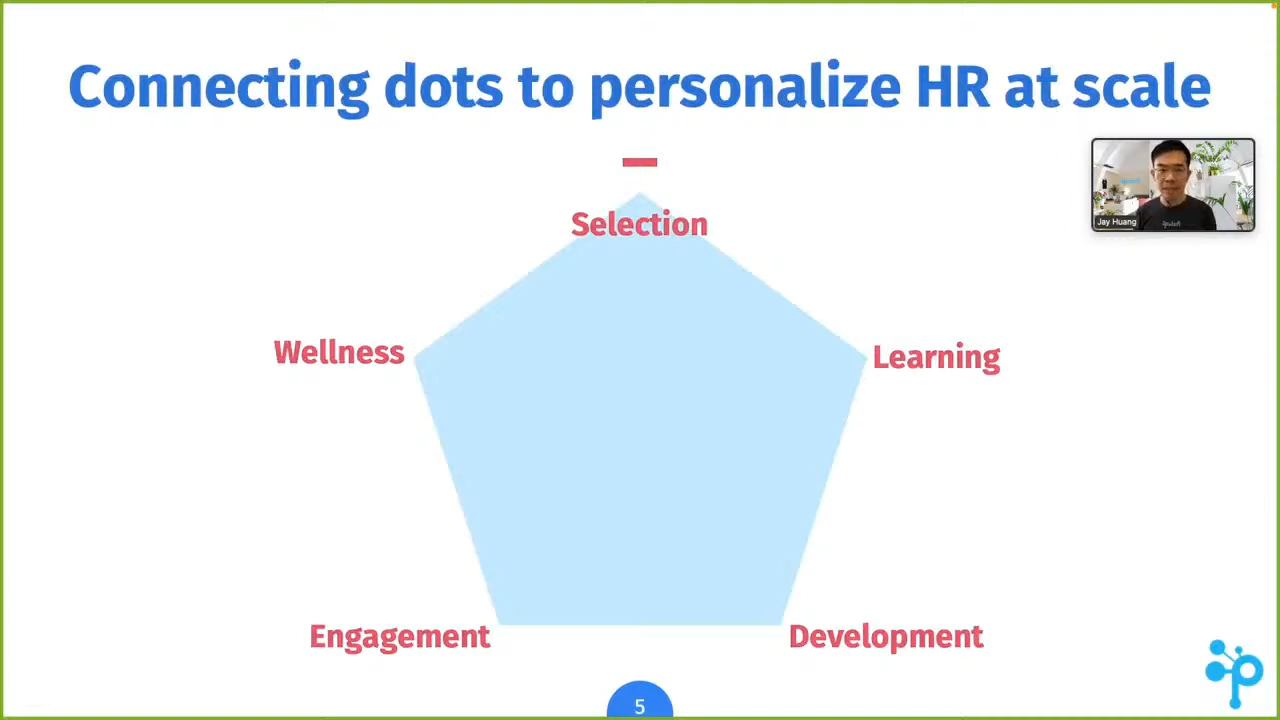 Connecting dots to personalize HR at scale
Selection
Jay Huang
Wellness
Learning
Engagement
Development
5